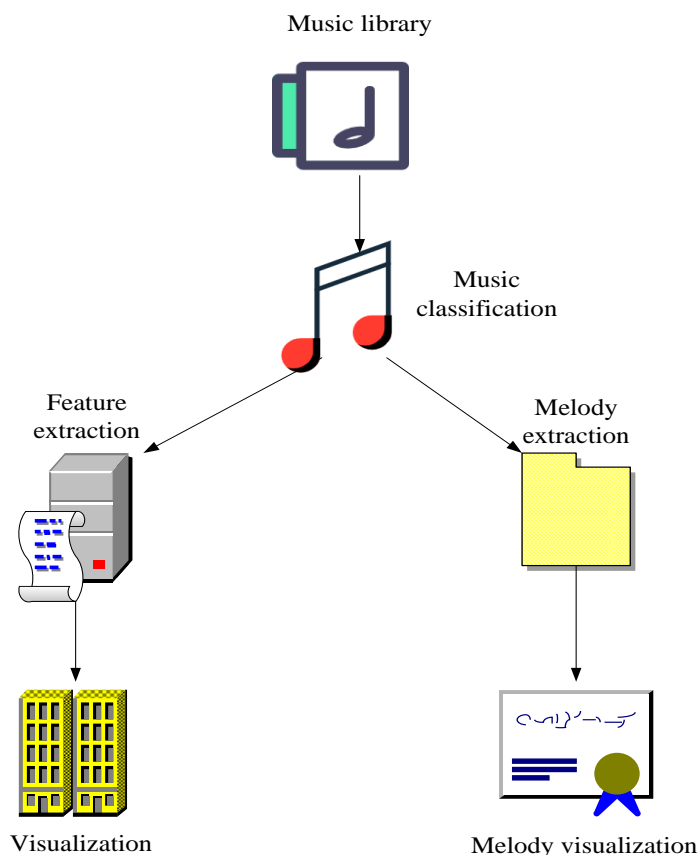 Music library
Music
classification
Feature
extraction
Melody
extraction
Visualization
Melody visualization